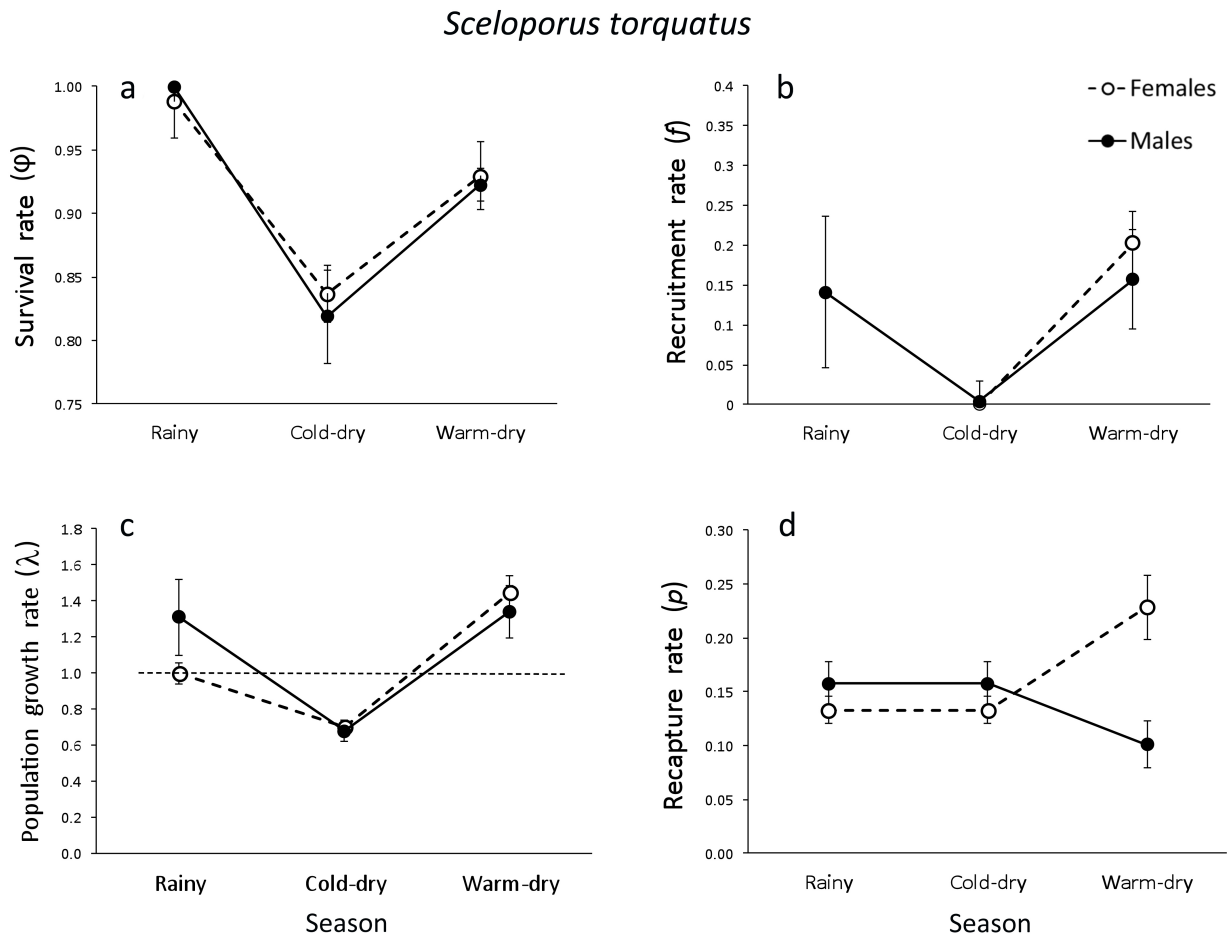 Sceloporus torquatus
a
Survival rate (φ)
1.00
0.95
0.90
0.85
0.80
0.75
Rainy Cold-dry Warm-dry
b
Females
Males
Recruitment rate (f)
0.4
0.35
0.3
0.25
0.2
0.15
0.1
0.05
0
Rainy Cold-dry Warm-dry
c
Population growth rate (λ)
1.8
1.6
1.4
1.2
1.0
0.8
0.6
0.4
0.2
0.0
Rainy Cold-dry Warm-dry
Season
d
Recapture rate (p)
0.30
0.25
0.20
0.15
0.10
0.05
0.00
Rainy Cold-dry Warm-dry
Season